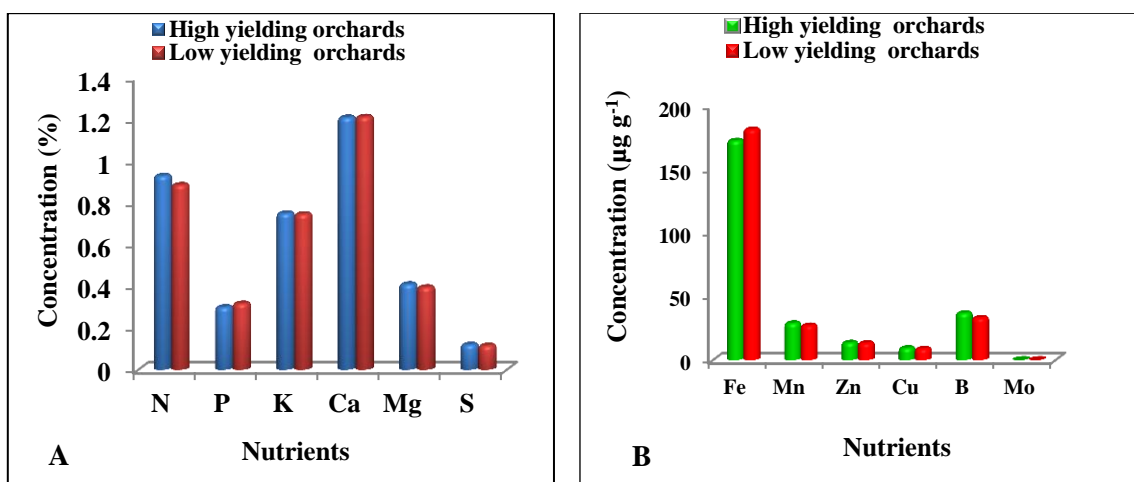 High yielding orchards
Low yielding orchards
Concentration (%)
1.4
1.2
1
0.8
0.6
0.4
0.2
0
N P K Ca Mg S
Nutrients
A
High yielding orchards
Low yielding orchards
Concentration (µg g-1)
200
150
100
50
0
Fe Mn Zn Cu B Mo
Nutrients
B